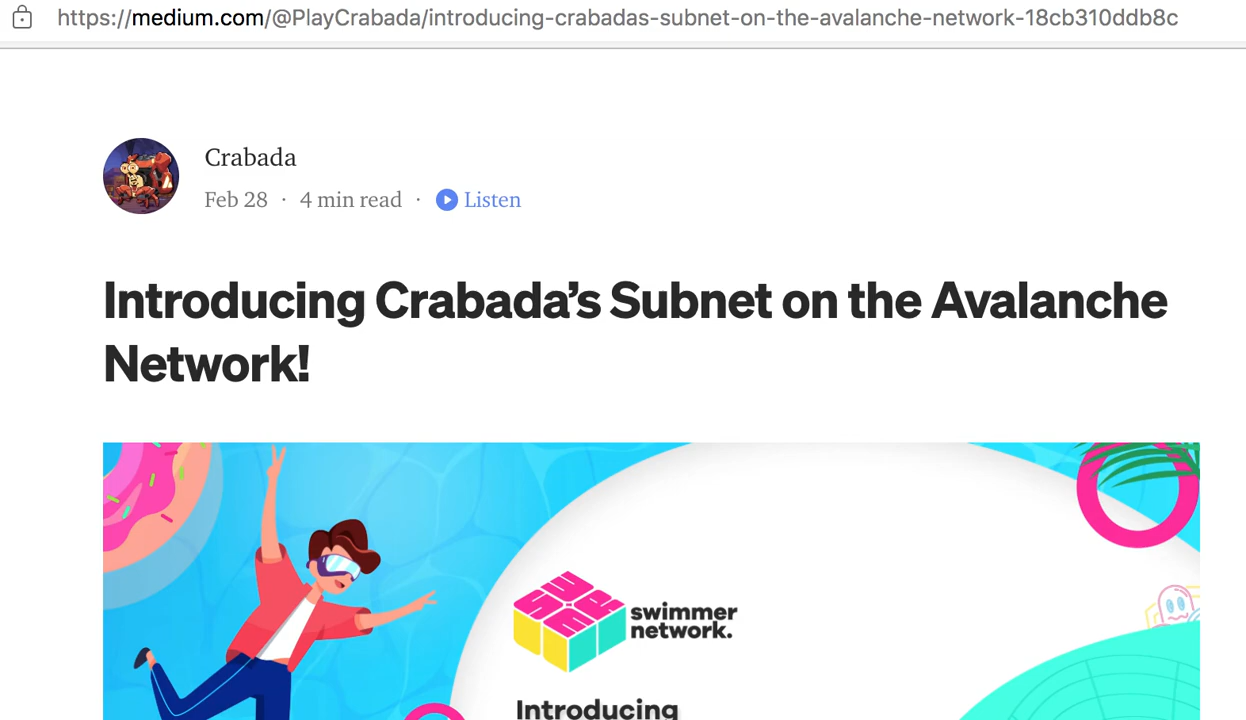 https://medium.com/@PlayCrabada/introducing-crabadas-subnet-on-the-avalanche-network-18cb310ddb8c
Crabada
Feb 28 · 4 min read · Listen
Introducing Crabada’s Subnet on the Avalanche
Network!
swimmer
network.
Introducing